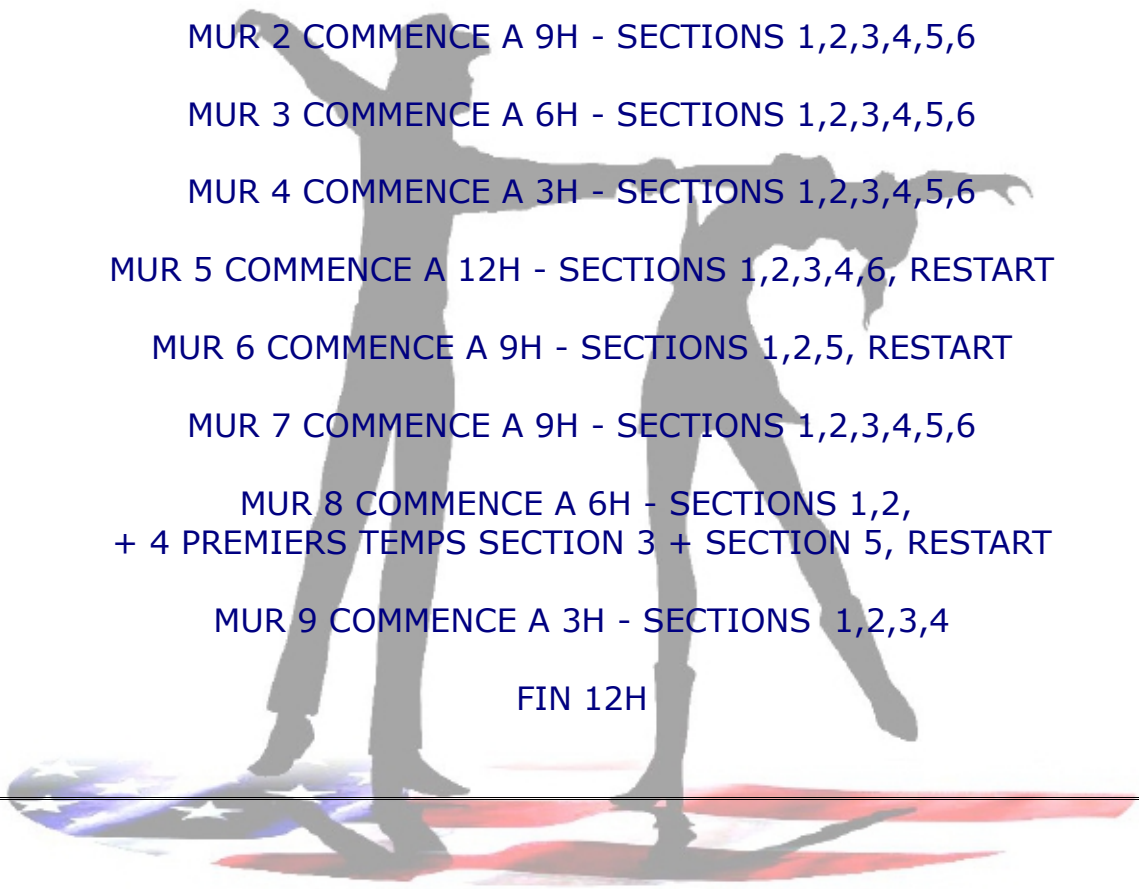 MUR 2 COMMENCE A 9H - SECTIONS 1,2,3,4,5,6
MUR 3 COMMENCE A 6H - SECTIONS 1,2,3,4,5,6
MUR 4 COMMENCE A 3H - SECTIONS 1,2,3,4,5,6
MUR 5 COMMENCE A 12H - SECTIONS 1,2,3,4,6, RESTART
MUR 6 COMMENCE A 9H - SECTIONS 1,2,5, RESTART
MUR 7 COMMENCE A 9H - SECTIONS 1,2,3,4,5,6
MUR 8 COMMENCE A 6H - SECTIONS 1,2,
+ 4 PREMIERS TEMPS SECTION 3 + SECTION 5, RESTART
MUR 9 COMMENCE A 3H - SECTIONS 1,2,3,4
FIN 12H